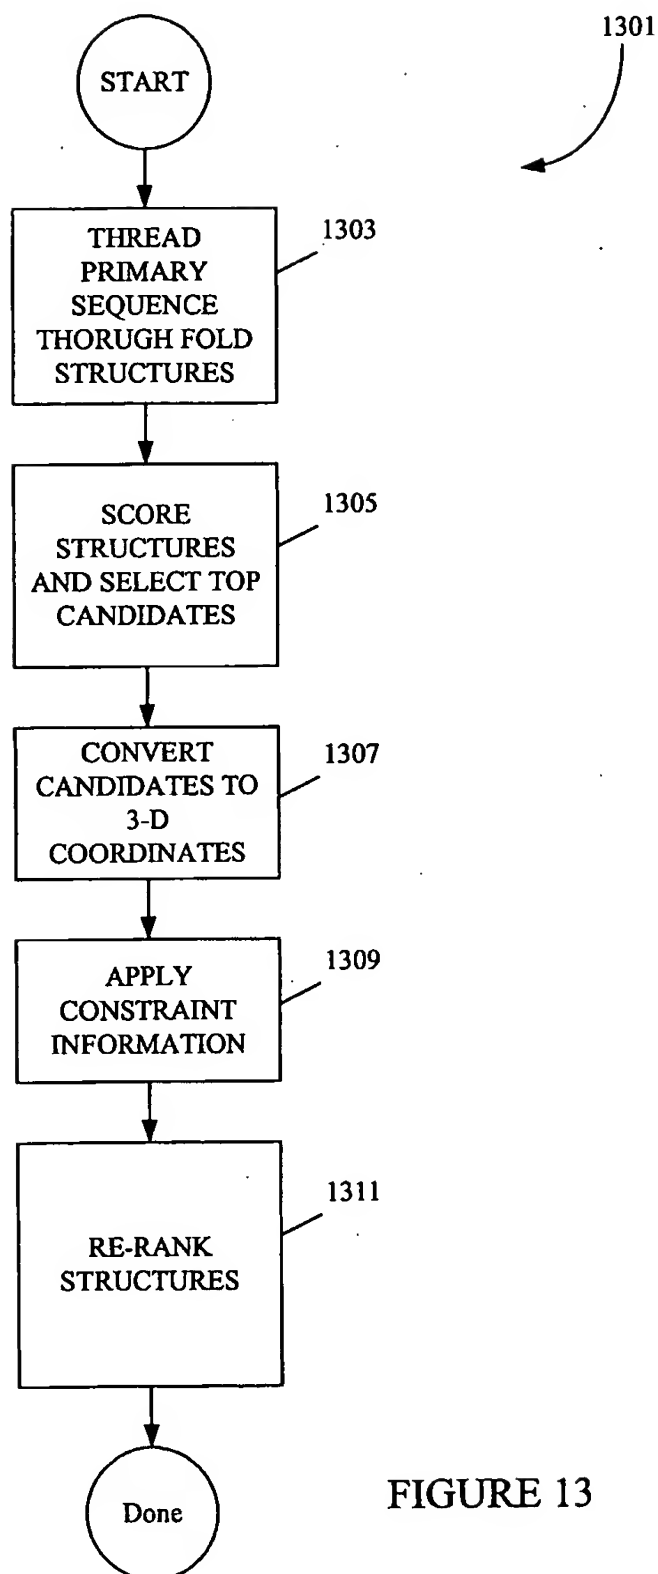 1301
START
1303
THREAD
PRIMARY
SEQUENCE
THORUGH FOLD
STRUCTURES
1305
SCORE
STRUCTURES
AND SELECT TOP
CANDIDATES
1307
CONVERT
CANDIDATES TO
3-D
COORDINATES
1309
APPLY
CONSTRAINT
INFORMATION
1311
RE-RANK
STRUCTURES
Done
FIGURE 13